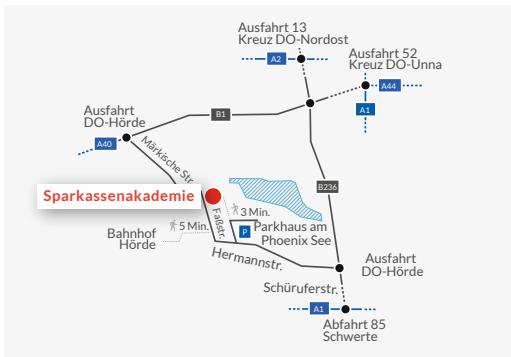 Ausfahrt 13
Kreuz DO-Nordost
A2
Ausfahrt 52
Kreuz DO-Unna
A44
A1
Ausfahrt
DO-Hörde
B1
A40
Märkische Str.
B236
Sparkassenakademie
3 Min.
Faßstr.
5 Min.
Parkhaus am
Phoenix See
P
Bahnhof
Hörde
Hermannstr.
Ausfahrt
DO-Hörde
Schüruferstr.
A1
Abfahrt 85
Schwerte